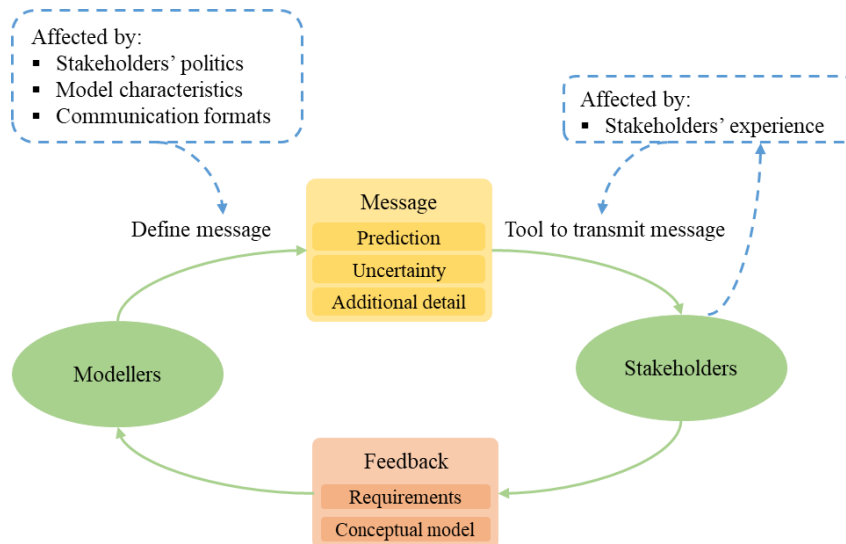 Affected by:
▪ Stakeholders’ politics
▪ Model characteristics
▪ Communication formats
Affected by:
▪ Stakeholders’ experience
Define message
Message
Prediction
Uncertainty
Additional detail
Tool to transmit message
Modellers
Stakeholders
Feedback
Requirements
Conceptual model